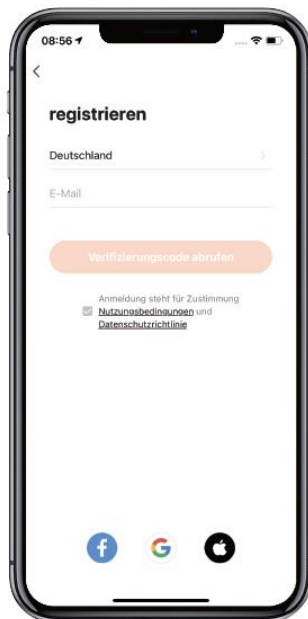 08:56
registrieren
Deutschland
E-Mail
Verifizierungscode abrufen
Anmeldung steht für Zustimmung
Nutzungsbedingungen und
Datenschutzrichtlinie